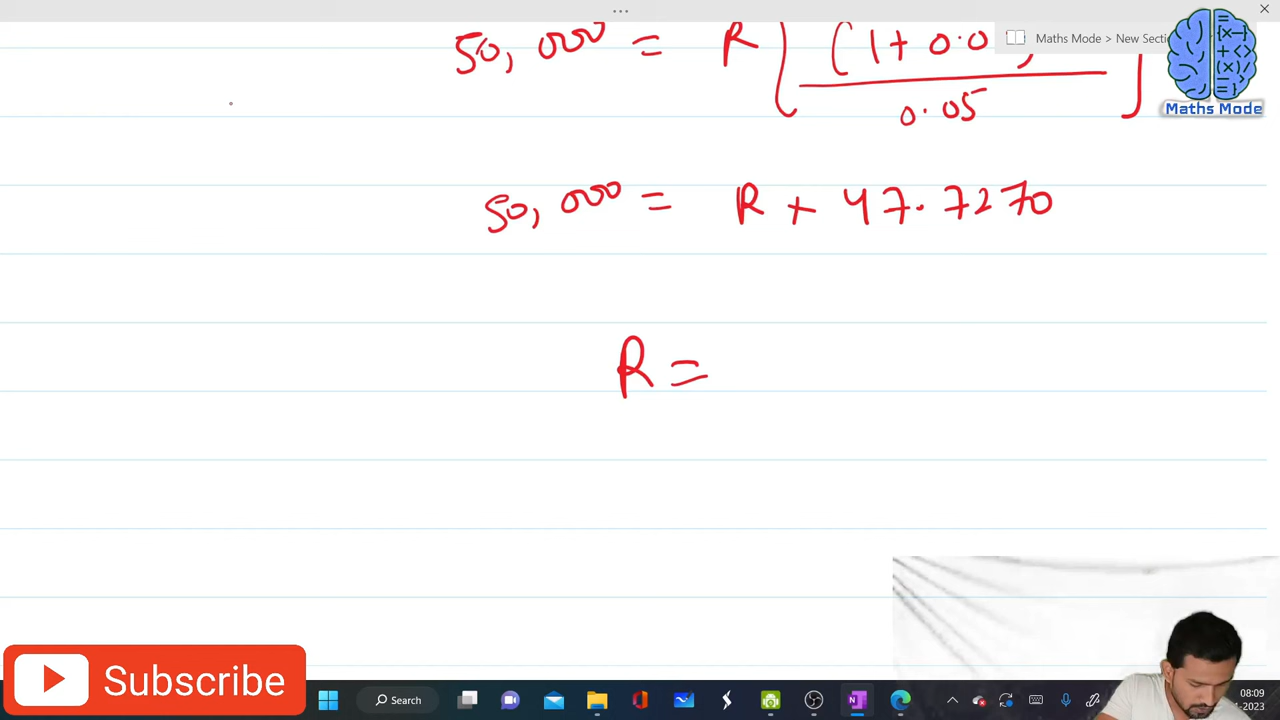 ...
50,000 = R [ (1+0.0 )
Maths Mode > New Secti
0.05 ]
Maths Mode
50,000 = R + 47.7270
R =
Subscribe
Search
08:09
-2023